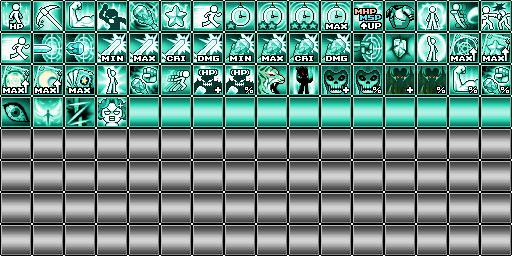 HP MAX MHP MSP UP
MIN MAX CRI DMG MIN MAX CRI DMG MAX MAX
MAX MAX MAX (HP) + (HP) % + % + % % %